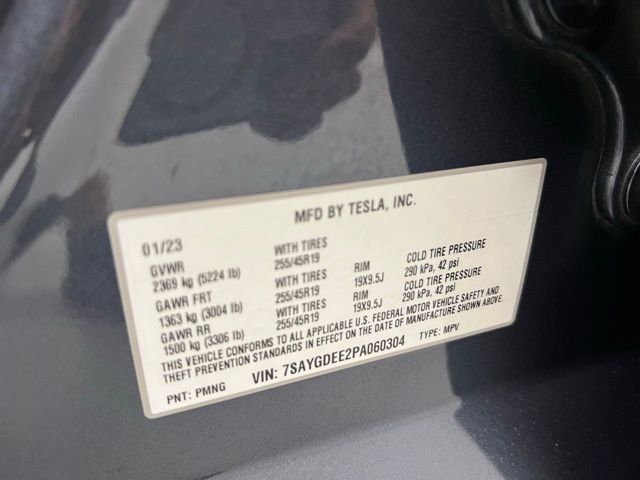 MFD BY TESLA, INC.
01/23
GVWR WITH TIRES COLD TIRE PRESSURE
2369 kg (5224 lb) 255/45R19 RIM 19X9.5J 290 kPa, 42 psi
GAWR FRT WITH TIRES COLD TIRE PRESSURE
1363 kg (3004 lb) 255/45R19 RIM 19X9.5J 290 kPa, 42 psi
GAWR RR WITH TIRES
1500 kg (3306 lb) 255/45R19
THIS VEHICLE CONFORMS TO ALL APPLICABLE U.S. FEDERAL MOTOR VEHICLE SAFETY AND
THEFT PREVENTION STANDARDS IN EFFECT ON THE DATE OF MANUFACTURE SHOWN ABOVE.
PNT: PMNG VIN: 7SAYGDEE2PA060304 TYPE: MPV